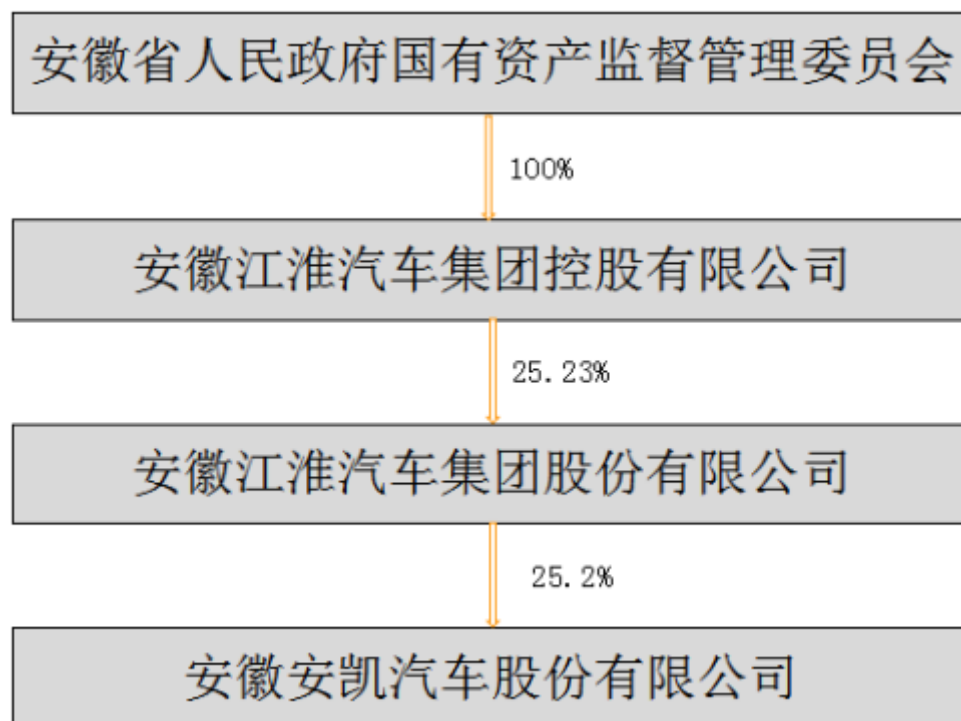 安徽省人民政府国有资产监督管理委员会
100%
安徽江淮汽车集团控股有限公司
25.23%
安徽江淮汽车集团股份有限公司
25.2%
安徽安凯汽车股份有限公司